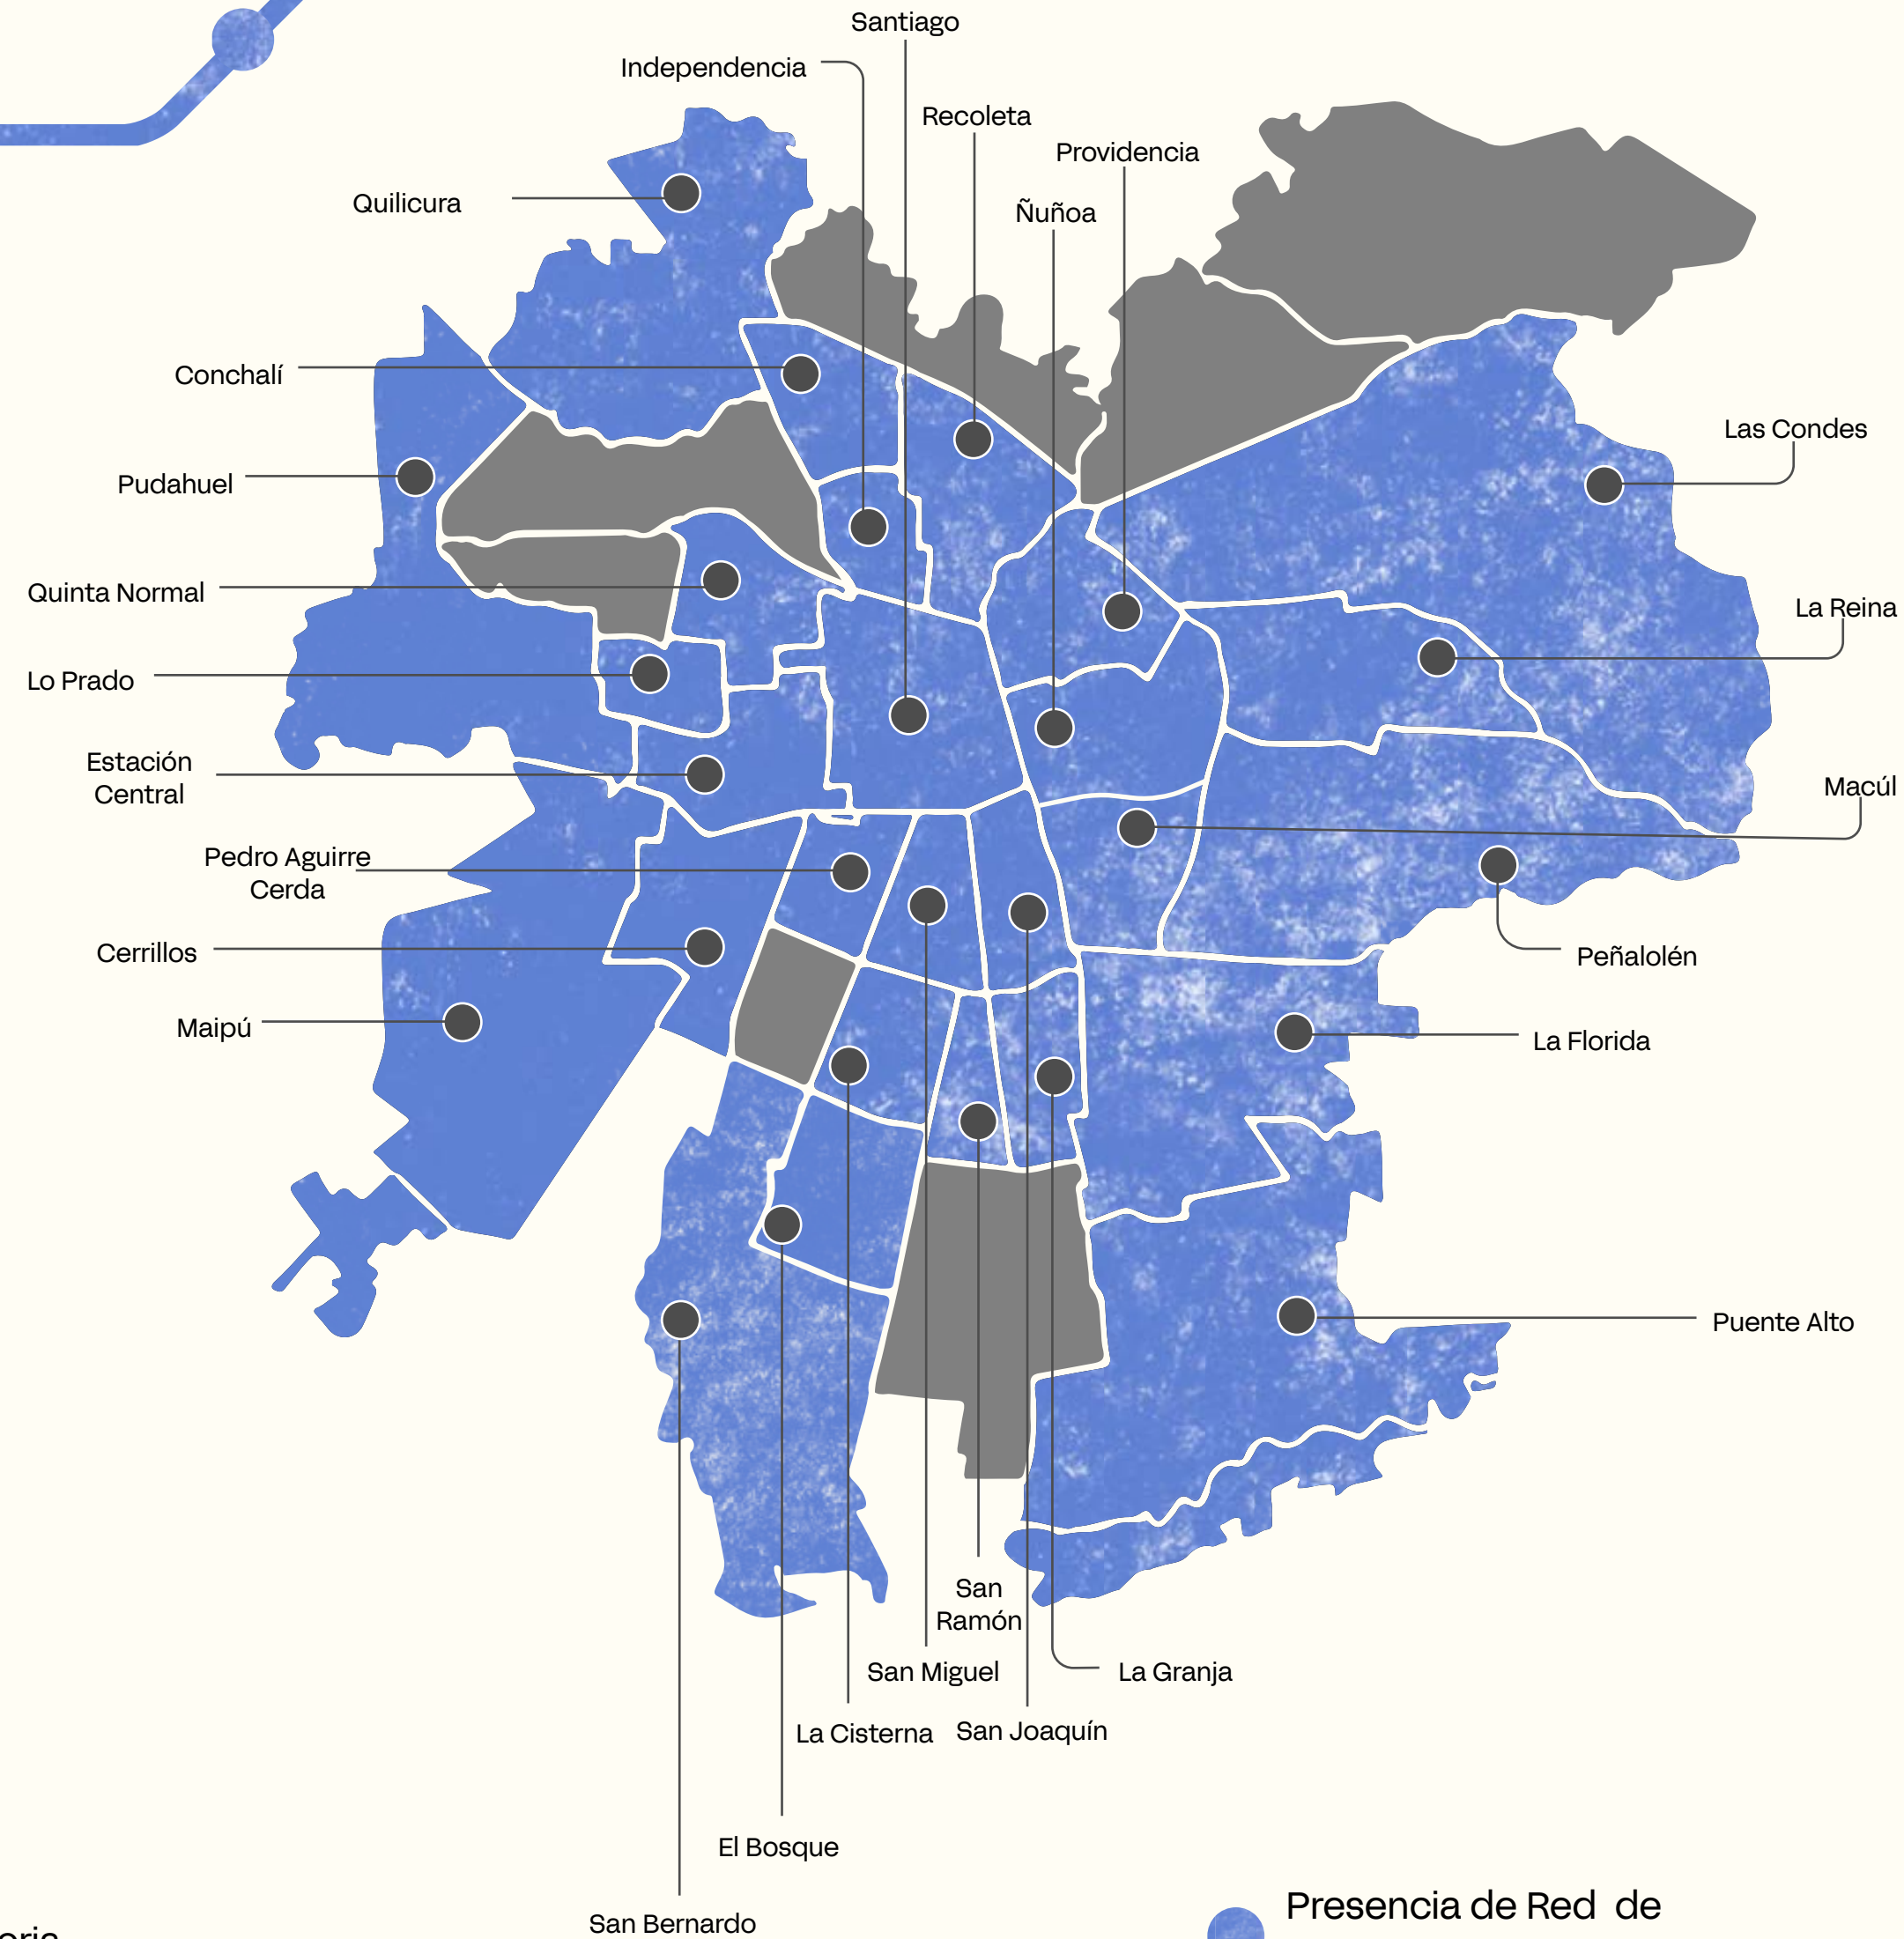 Santiago
Independencia
Recoleta
Providencia
Quilicura
Ñuñoa
Conchalí
Las Condes
Pudahuel
Quinta Normal
La Reina
Lo Prado
Estación
Central
Macúl
Pedro Aguirre
Cerda
Cerrillos
Peñalolén
Maipú
La Florida
Puente Alto
San
Ramón
San Miguel
La Granja
La Cisterna
San Joaquín
El Bosque
San Bernardo
Presencia de Red de